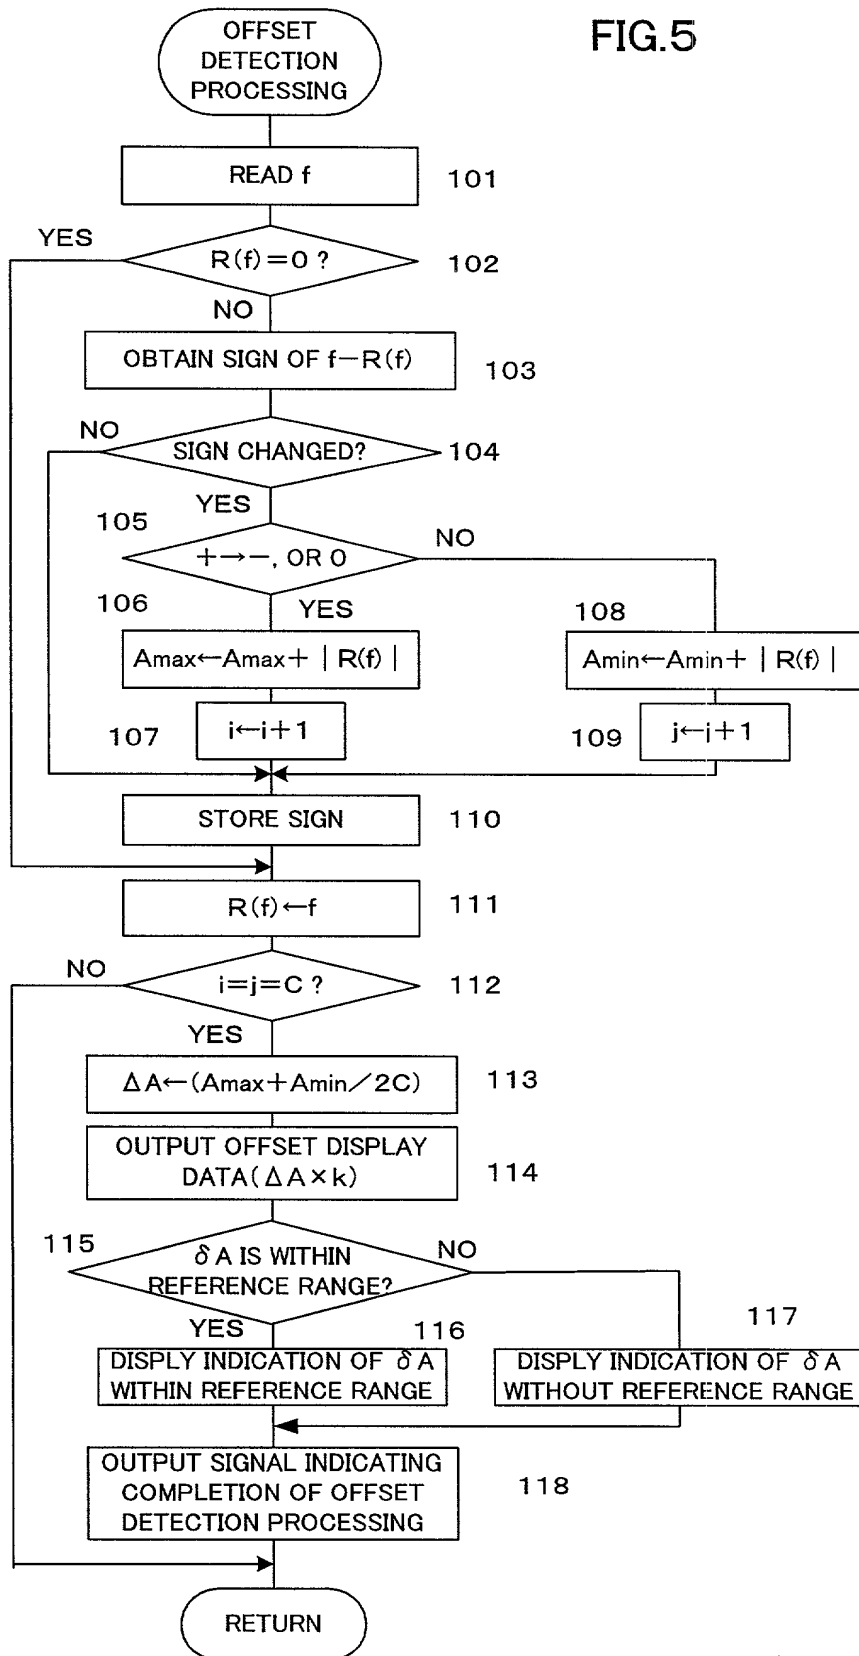 FIG.5
OFFSET
DETECTION
PROCESSING
READ f
101
YES
R(f)=0?
102
NO
OBTAIN SIGN OF f-R(f)
103
NO
SIGN CHANGED?
104
YES
105
+→-, OR 0
NO
106
YES
108
Amax←Amax+|R(f)|
Amin←Amin+|R(f)|
107
i←i+1
109
j←i+1
STORE SIGN
110
R(f)←f
111
NO
i=j=C?
112
YES
ΔA←(Amax+Amin/2C)
113
OUTPUT OFFSET DISPLAY
DATA(ΔA×k)
114
115
δA IS WITHIN
REFERENCE RANGE?
NO
YES
116
117
DISPLY INDICATION OF δA
WITHIN REFERENCE RANGE
DISPLY INDICATION OF δA
WITHOUT REFERENCE RANGE
OUTPUT SIGNAL INDICATING
COMPLETION OF OFFSET
DETECTION PROCESSING
118
RETURN